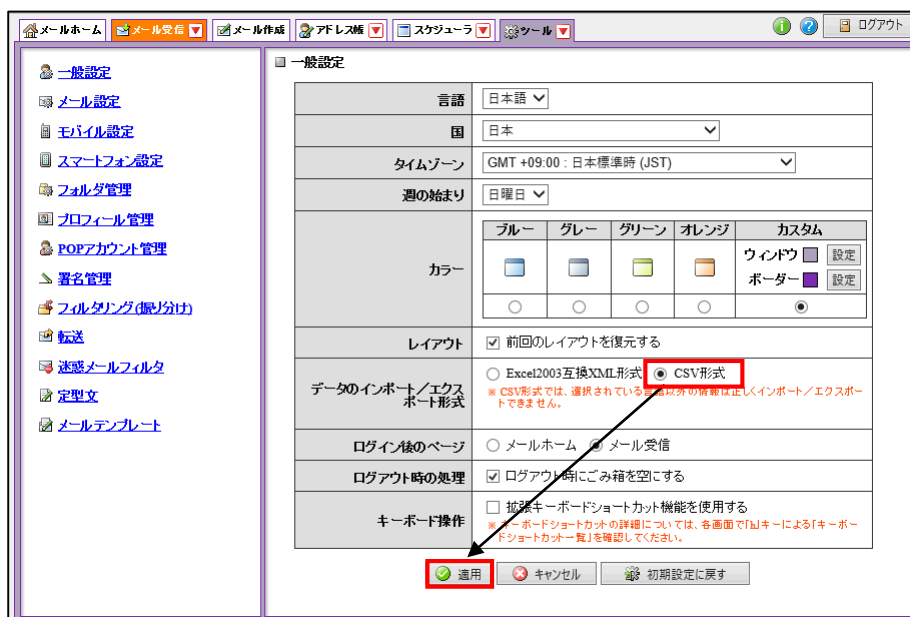 メールホーム メール受信 メール作成 アドレス帳 スケジューラ ツール ログアウト
一般設定
メール設定
モバイル設定
スマートフォン設定
フォルダ管理
プロフィール管理
POPアカウント管理
署名管理
フィルタリング(振り分け)
転送
迷惑メールフィルタ
定型文
メールテンプレート
一般設定
言語 日本語
国 日本
タイムゾーン GMT +09:00 : 日本標準時 (JST)
週の始まり 日曜日
カラー
ブルー グレー グリーン オレンジ カスタム
ウィンドウ 設定
ボーダー 設定
レイアウト 前回のレイアウトを復元する
データのインポート／エクスポート形式
Excel2003互換XML形式 CSV形式
※ CSV形式では、選択されている言語以外の情報は正しくインポート／エクスポー
トできません。
ログイン後のページ メールホーム メール受信
ログアウト時の処理 ログアウト時にごみ箱を空にする
キーボード操作 拡張キーボードショートカット機能を使用する
※ キーボードショートカットの詳細については、各画面で「h」キーによる「キーボー
ドショートカット一覧」を確認してください。
適用 キャンセル 初期設定に戻す